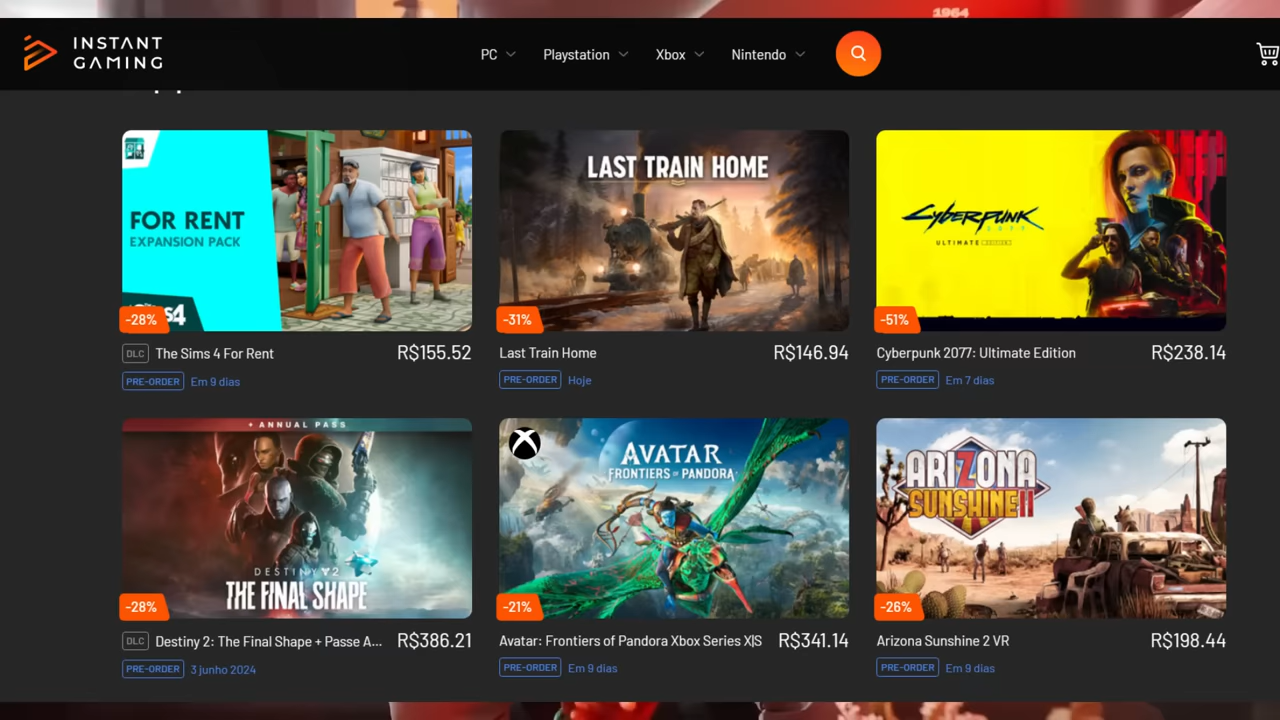 1964
INSTANT
GAMING
PC
Playstation
Xbox
Nintendo
FOR RENT
EXPANSION PACK
s4
-28%
DLC
The Sims 4 For Rent
R$155.52
PRE-ORDER
Em 9 dias
LAST TRAIN HOME
-31%
Last Train Home
R$146.94
PRE-ORDER
Hoje
CYBERPUNK
2077
ULTIMATE EDITION
-51%
Cyberpunk 2077: Ultimate Edition
R$238.14
PRE-ORDER
Em 7 dias
+ ANNUAL PASS
DESTINY 2
THE FINAL SHAPE
-28%
DLC
Destiny 2: The Final Shape + Passe A...
R$386.21
PRE-ORDER
3 junho 2024
AVATAR
FRONTIERS OF PANDORA
-21%
Avatar: Frontiers of Pandora Xbox Series X|S
R$341.14
PRE-ORDER
Em 9 dias
ARIZONA
SUNSHINE II
-26%
Arizona Sunshine 2 VR
R$198.44
PRE-ORDER
Em 9 dias